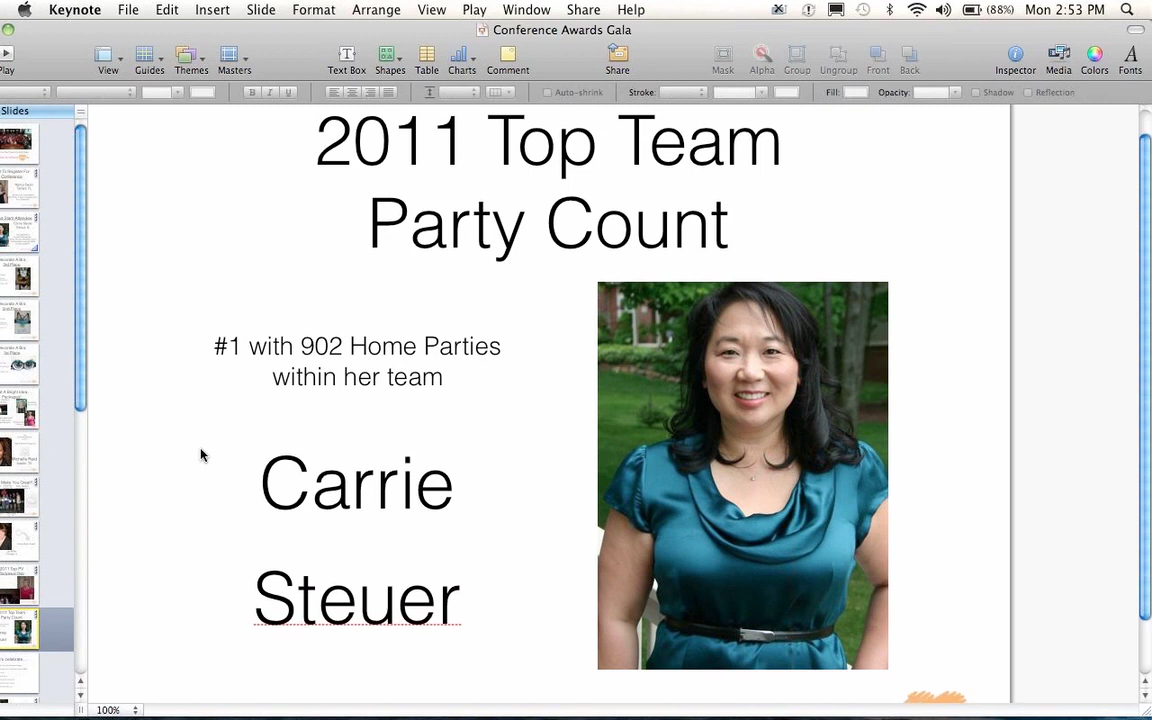 Keynote File Edit Insert Slide Format Arrange View Play Window Share Help (88%) Mon 2:53 PM
Conference Awards Gala
Play View Guides Themes Masters Text Box Shapes Table Charts Comment Share Mask Alpha Group Ungroup Front Back Inspector Media Colors Fonts
B I U Auto-shrink Stroke: Fill: Opacity: Shadow Reflection
Slides
2011 Top Team
Party Count
#1 with 902 Home Parties
within her team
Carrie
Steuer
100%